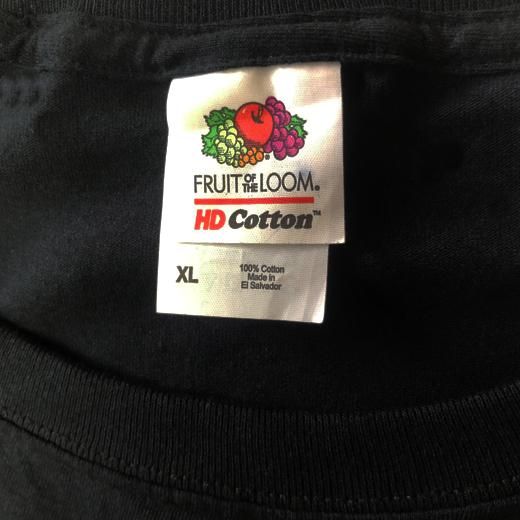 FRUIT OF THE LOOM®
HD Cotton™
XL
100% Cotton
Made in
El Salvador